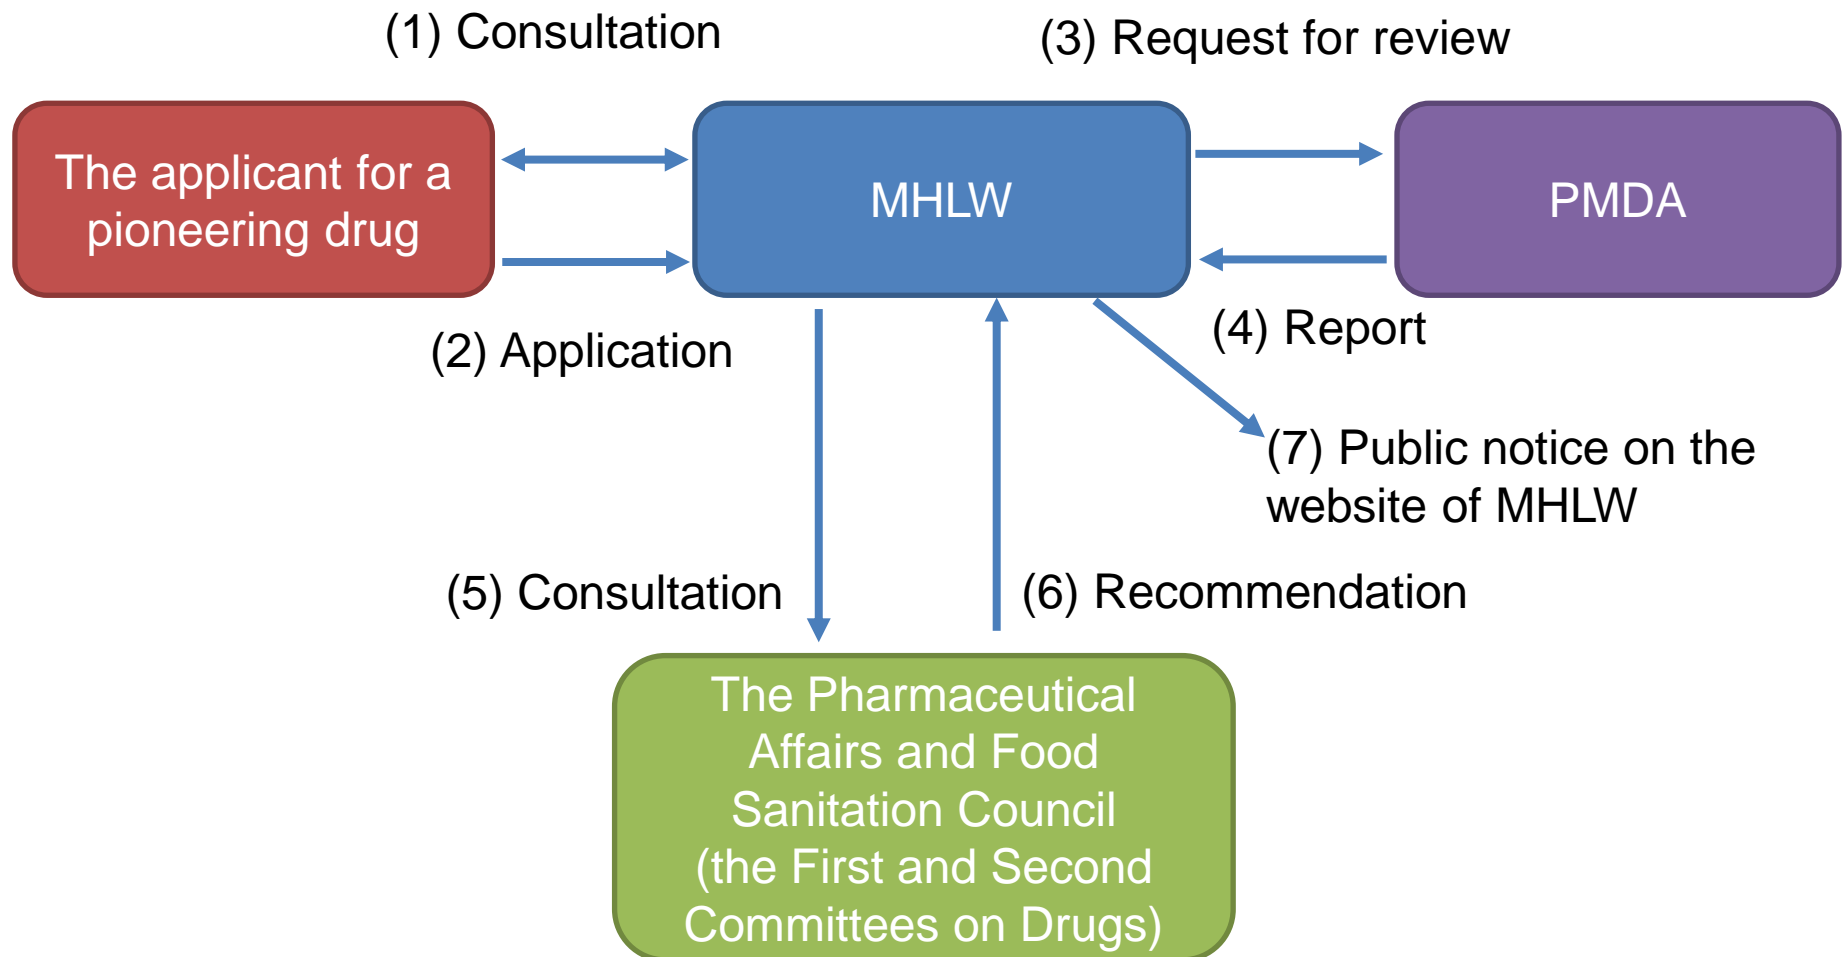 (1) Consultation
(3) Request for review
The applicant for a
pioneering drug
MHLW
PMDA
(2) Application
(4) Report
(7) Public notice on the
website of MHLW
(5) Consultation
(6) Recommendation
The Pharmaceutical
Affairs and Food
Sanitation Council
(the First and Second
Committees on Drugs)